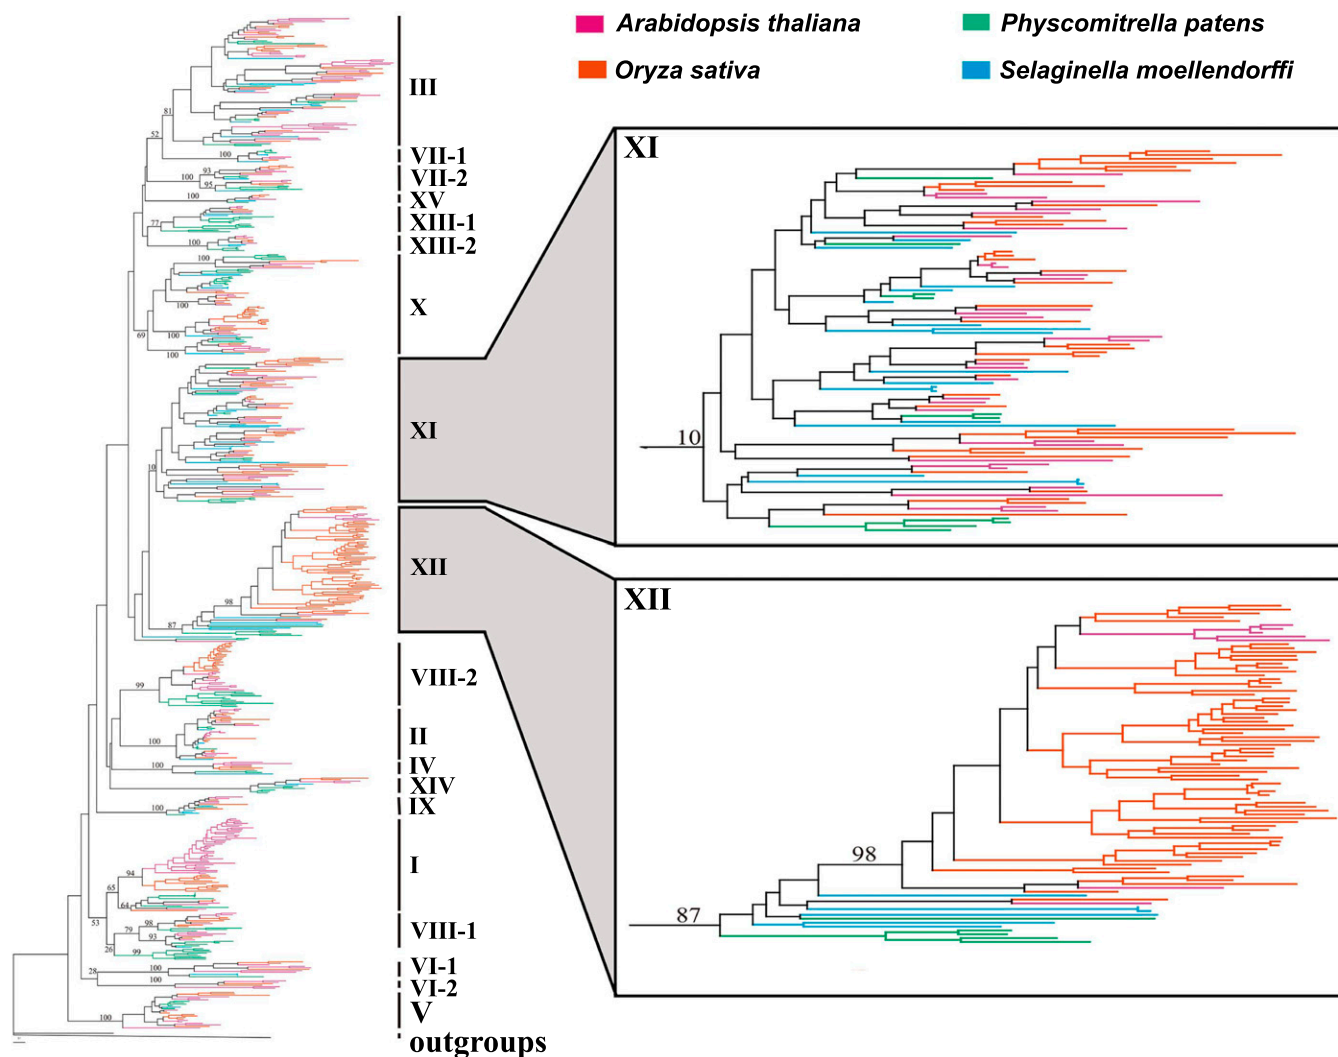 Arabidopsis thaliana
Physcomitrella patens
Oryza sativa
Selaginella moellendorffi
III
VII-1
VII-2
XV
XIII-1
XIII-2
X
XI
XII
VIII-2
II
IV
XIV
IX
I
VIII-1
VI-1
VI-2
V
outgroups
81
52
100
93
100
95
100
77
100
100
100
69
100
100
10
98
87
99
100
100
100
94
65
64
53
98
79
93
26
99
28
100
100
100
XI
10
XII
98
87